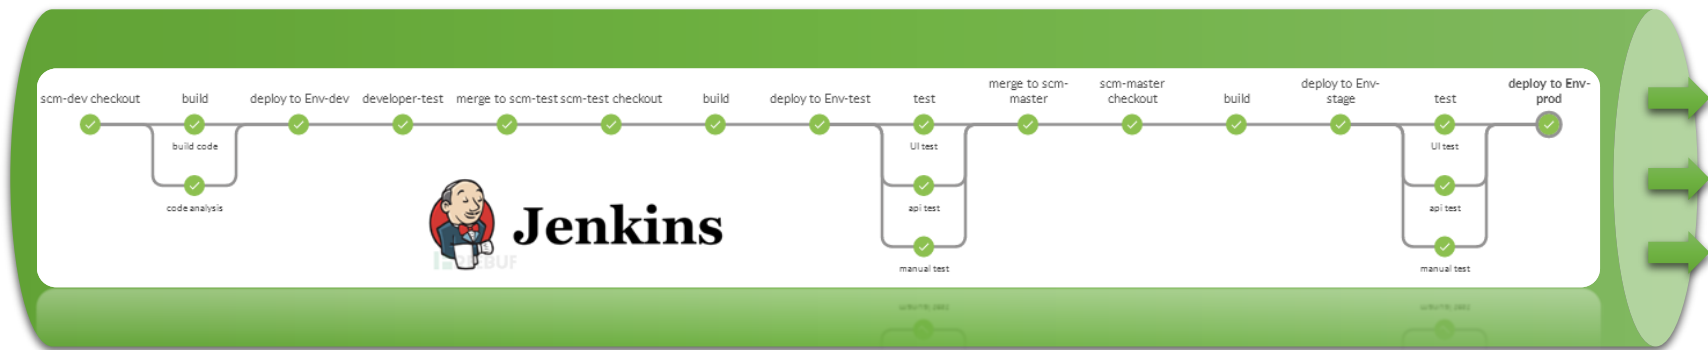 merge to scm-
master
scm-master
checkout
deploy to Env-
stage
deploy to Env-
prod
scm-dev checkout
build
deploy to Env-dev
developer-test
merge to scm-test
scm-test checkout
build
deploy to Env-test
test
build
test
build code
UI test
UI test
code analysis
api test
api test
Jenkins
manual test
manual test